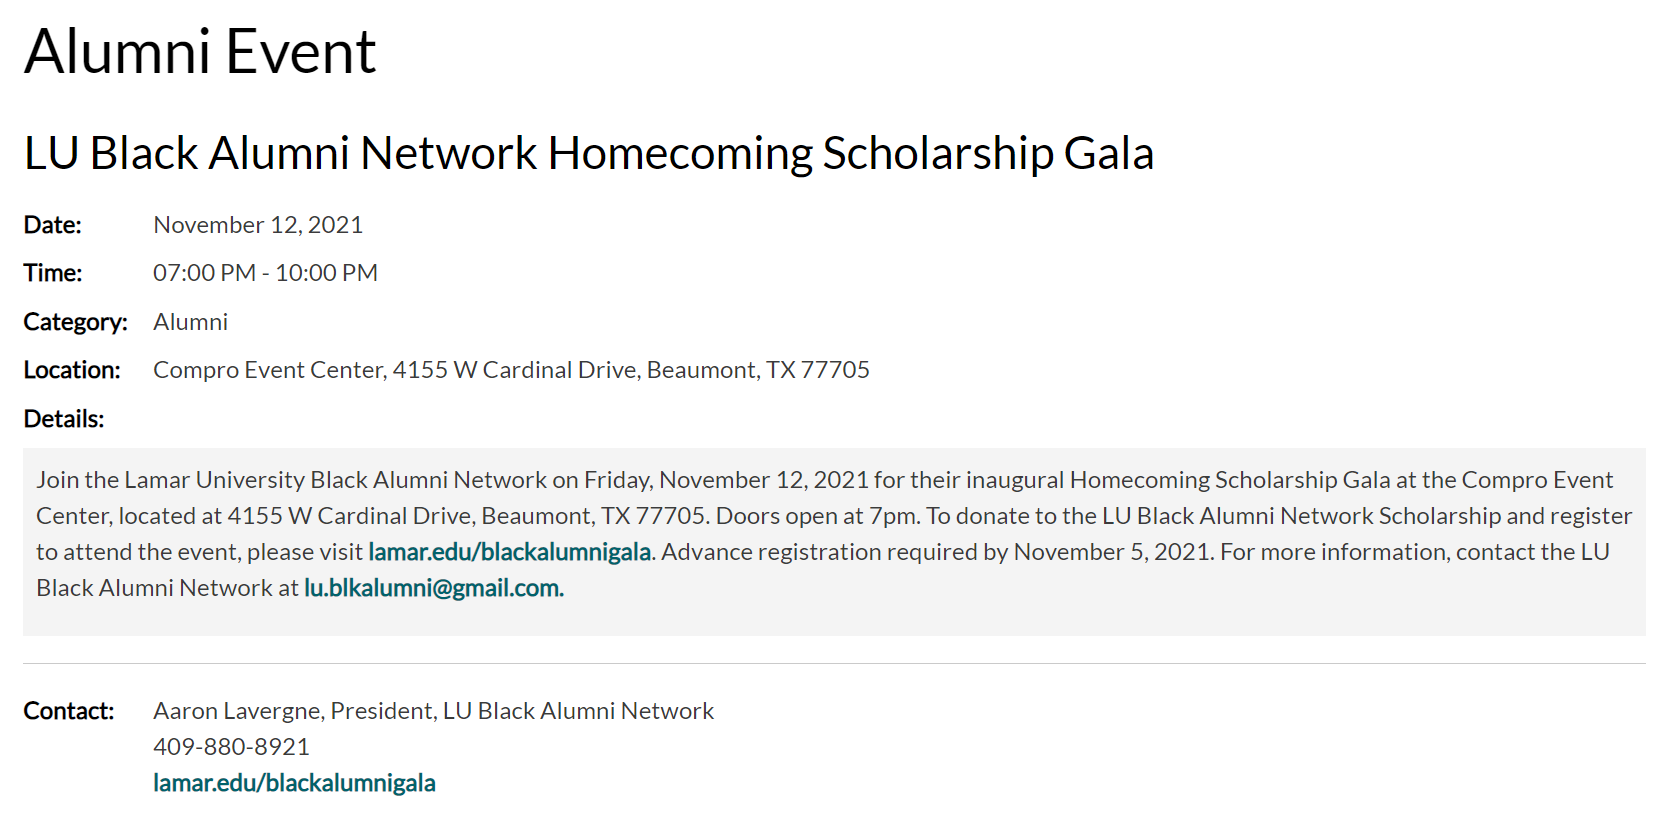 Alumni Event
LU Black Alumni Network Homecoming Scholarship Gala
Date: November 12, 2021
Time: 07:00 PM - 10:00 PM
Category: Alumni
Location: Compro Event Center, 4155 W Cardinal Drive, Beaumont, TX 77705
Details:
Join the Lamar University Black Alumni Network on Friday, November 12, 2021 for their inaugural Homecoming Scholarship Gala at the Compro Event
Center, located at 4155 W Cardinal Drive, Beaumont, TX 77705. Doors open at 7pm. To donate to the LU Black Alumni Network Scholarship and register
to attend the event, please visit lamar.edu/blackalumnigala. Advance registration required by November 5, 2021. For more information, contact the LU
Black Alumni Network at lu.blkalumni@gmail.com.
Contact: Aaron Lavergne, President, LU Black Alumni Network
409-880-8921
lamar.edu/blackalumnigala